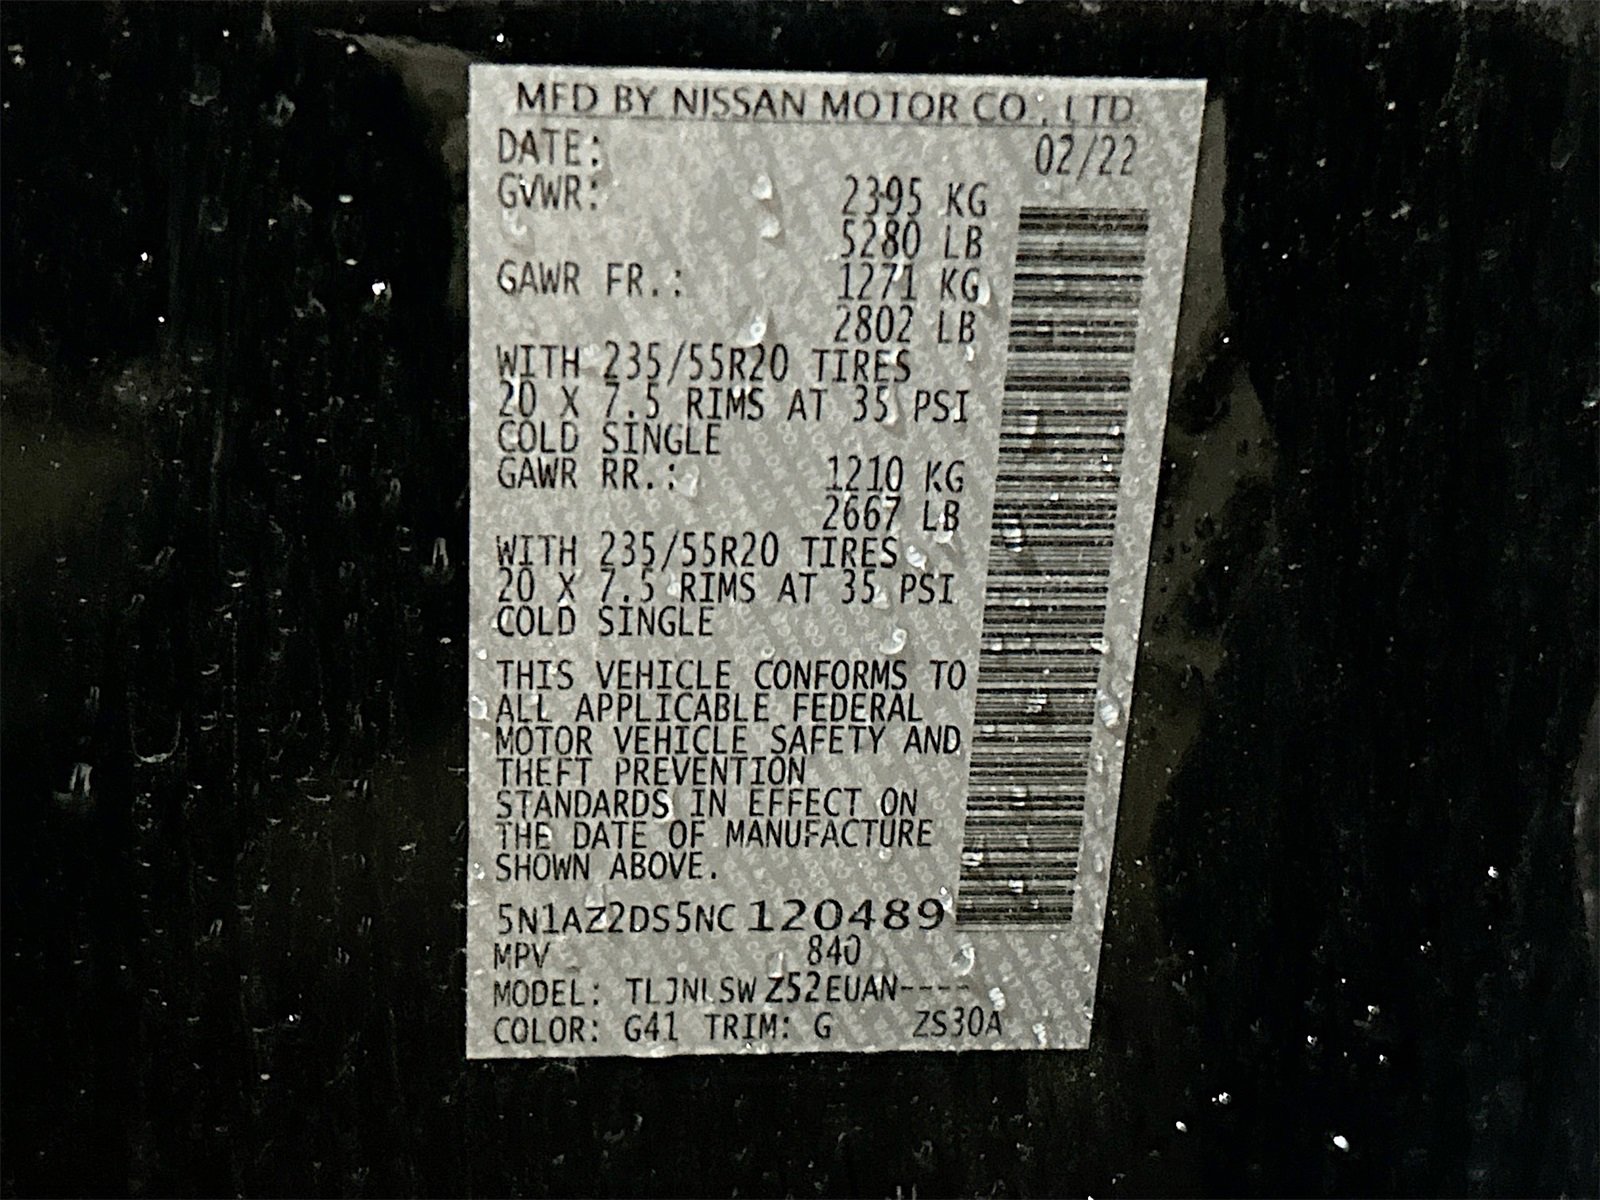 MFD BY NISSAN MOTOR CO., LTD.
DATE: 02/22
GVWR: 2395 KG
5280 LB
GAWR FR.: 1271 KG
2802 LB
WITH 235/55R20 TIRES
20 X 7.5 RIMS AT 35 PSI
COLD SINGLE
GAWR RR.: 1210 KG
2667 LB
WITH 235/55R20 TIRES
20 X 7.5 RIMS AT 35 PSI
COLD SINGLE
THIS VEHICLE CONFORMS TO
ALL APPLICABLE FEDERAL
MOTOR VEHICLE SAFETY AND
THEFT PREVENTION
STANDARDS IN EFFECT ON
THE DATE OF MANUFACTURE
SHOWN ABOVE.
5N1AZ2DS5NC120489
MPV 840
MODEL: TLJNLSWZ52EUAN----
COLOR: G41 TRIM: G ZS30A